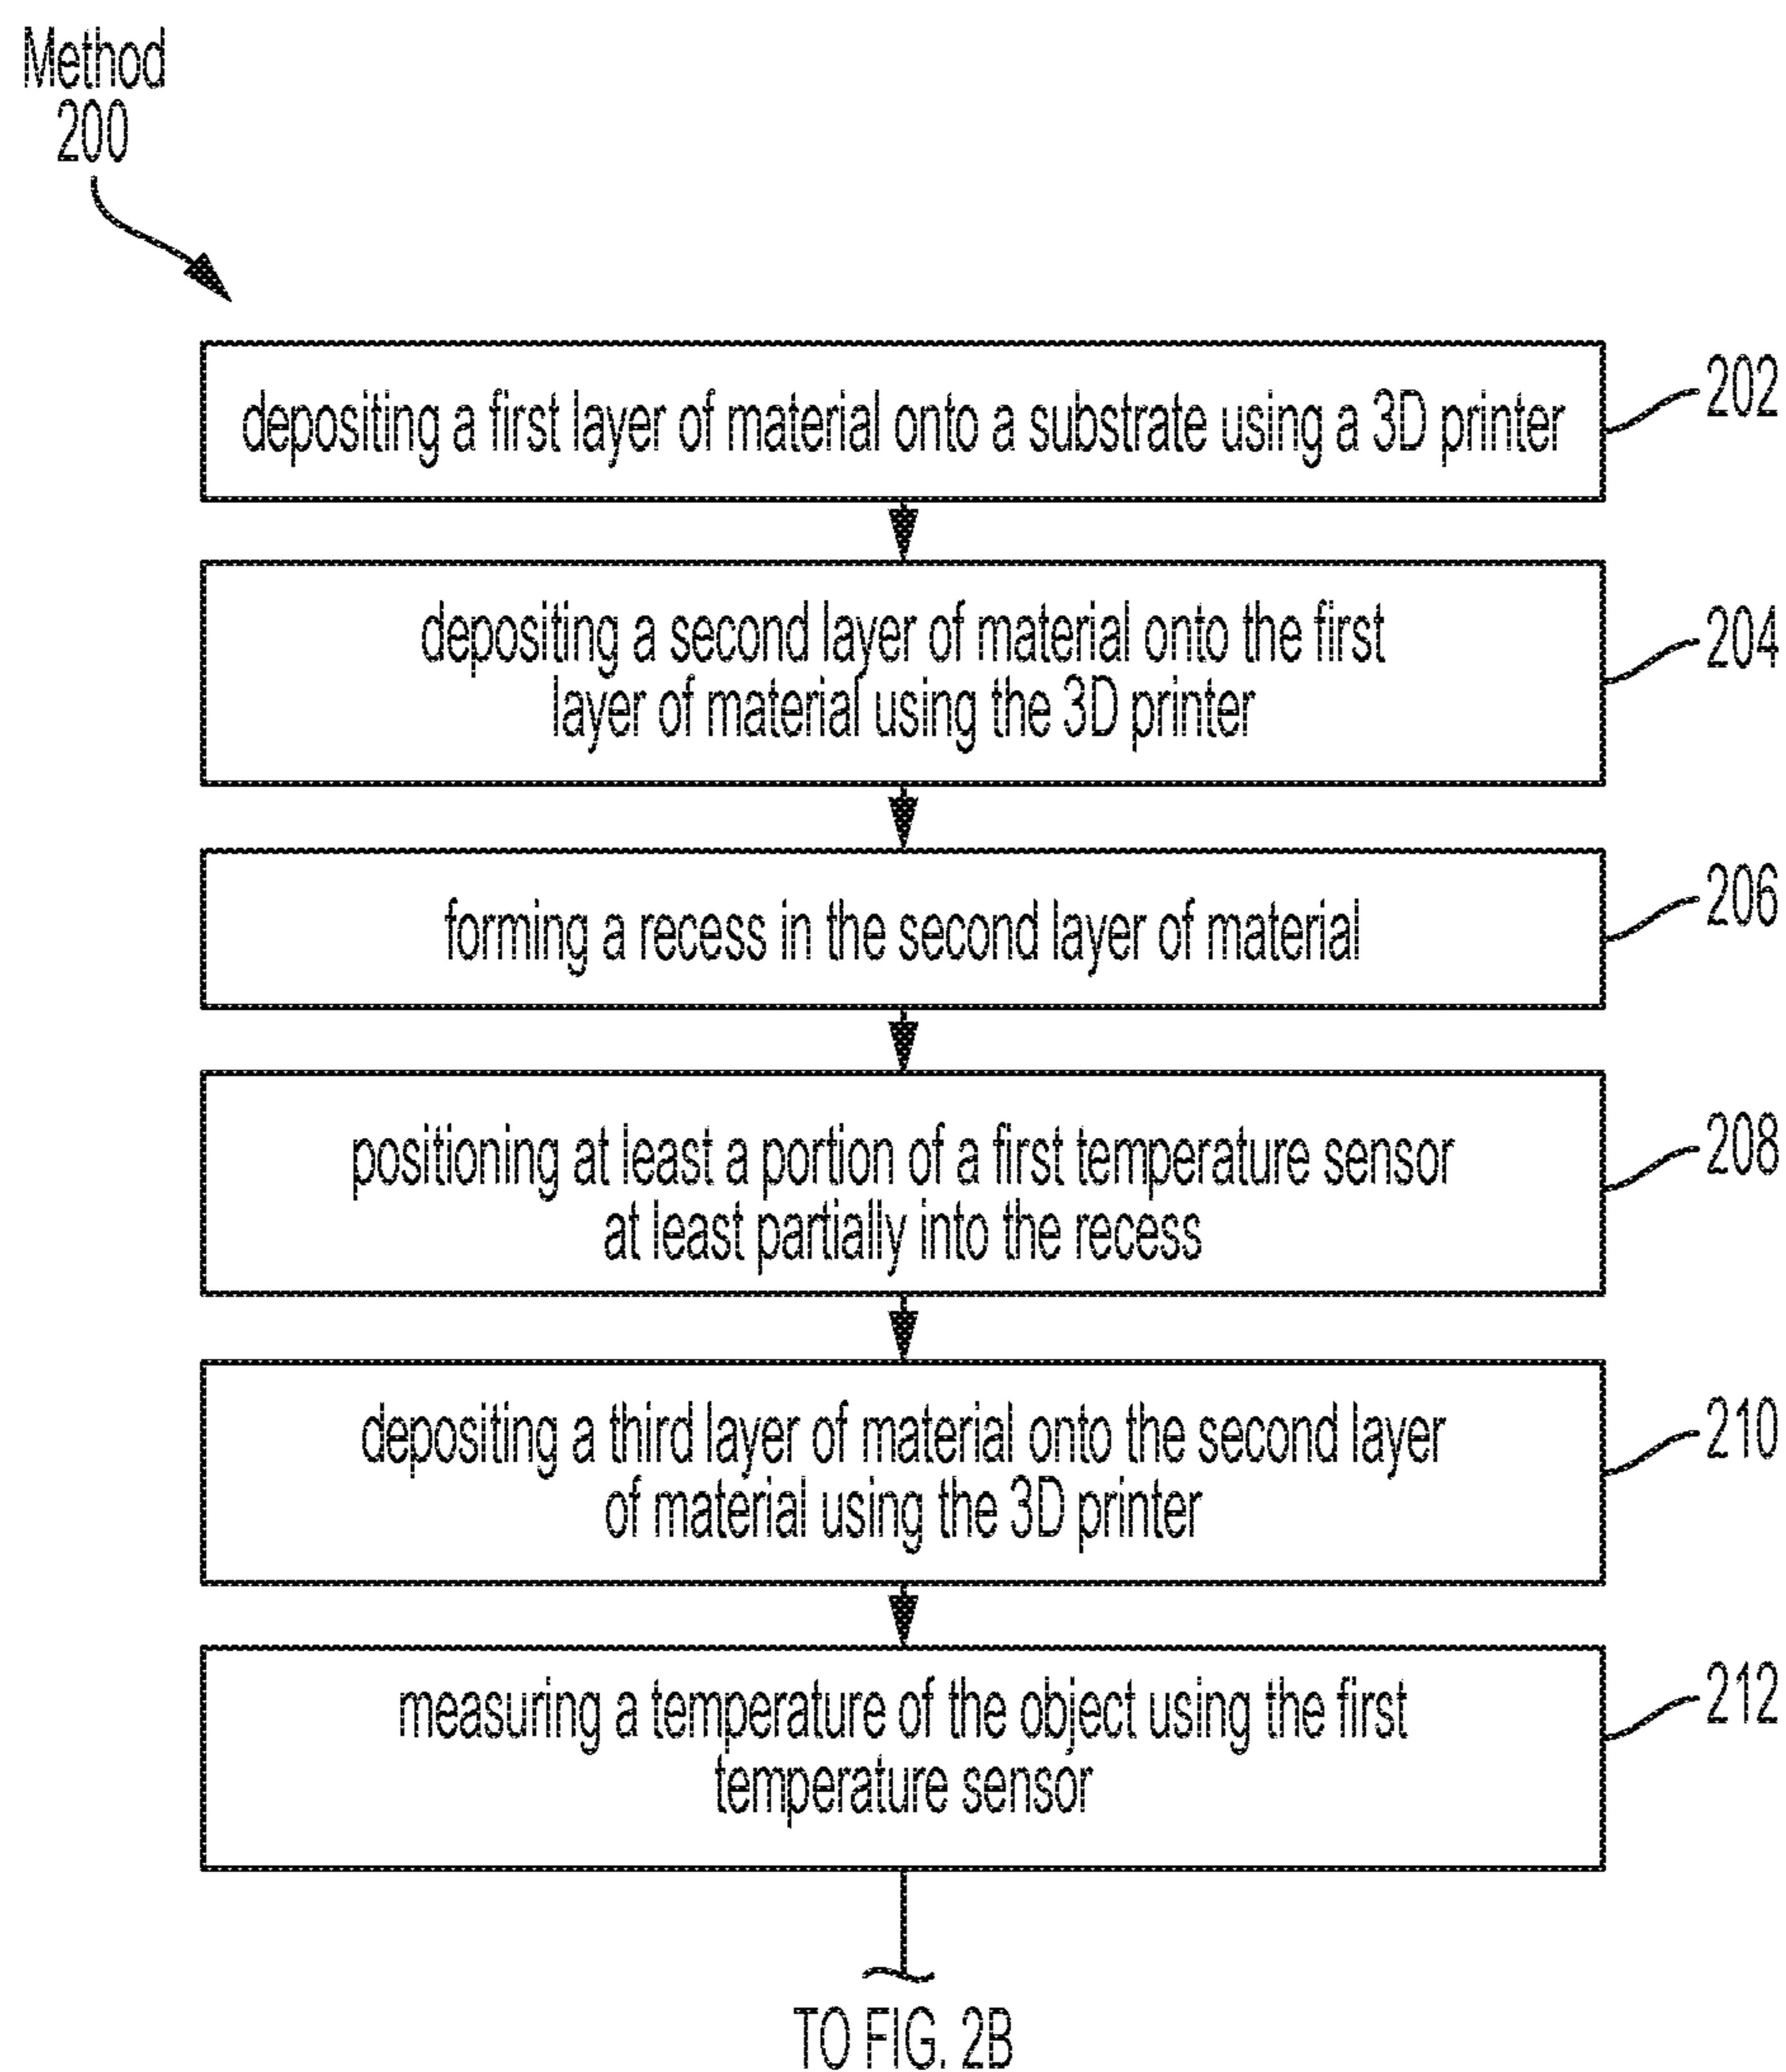 Method
200
depositing a first layer of material onto a substrate using a 3D printer
202
depositing a second layer of material onto the first
layer of material using the 3D printer
204
forming a recess in the second layer of material
206
positioning at least a portion of a first temperature sensor
at least partially into the recess
208
depositing a third layer of material onto the second layer
of material using the 3D printer
210
measuring a temperature of the object using the first
temperature sensor
212
TO FIG. 2B